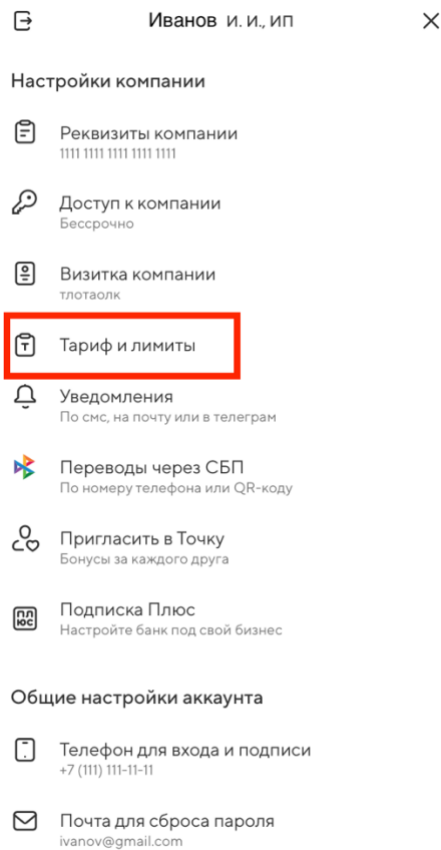 Иванов и. и., ип
Настройки компании
Реквизиты компании
1111 1111 1111 1111 1111
Доступ к компании
Бессрочно
Визитка компании
тлотаолк
Тариф и лимиты
Уведомления
По смс, на почту или в телеграм
Переводы через СБП
По номеру телефона или QR-коду
Пригласить в Точку
Бонусы за каждого друга
ПЛ
ЮС
Подписка Плюс
Настройте банк под свой бизнес
Общие настройки аккаунта
Телефон для входа и подписи
+7 (111) 111-11-11
Почта для сброса пароля
ivanov@gmail.com